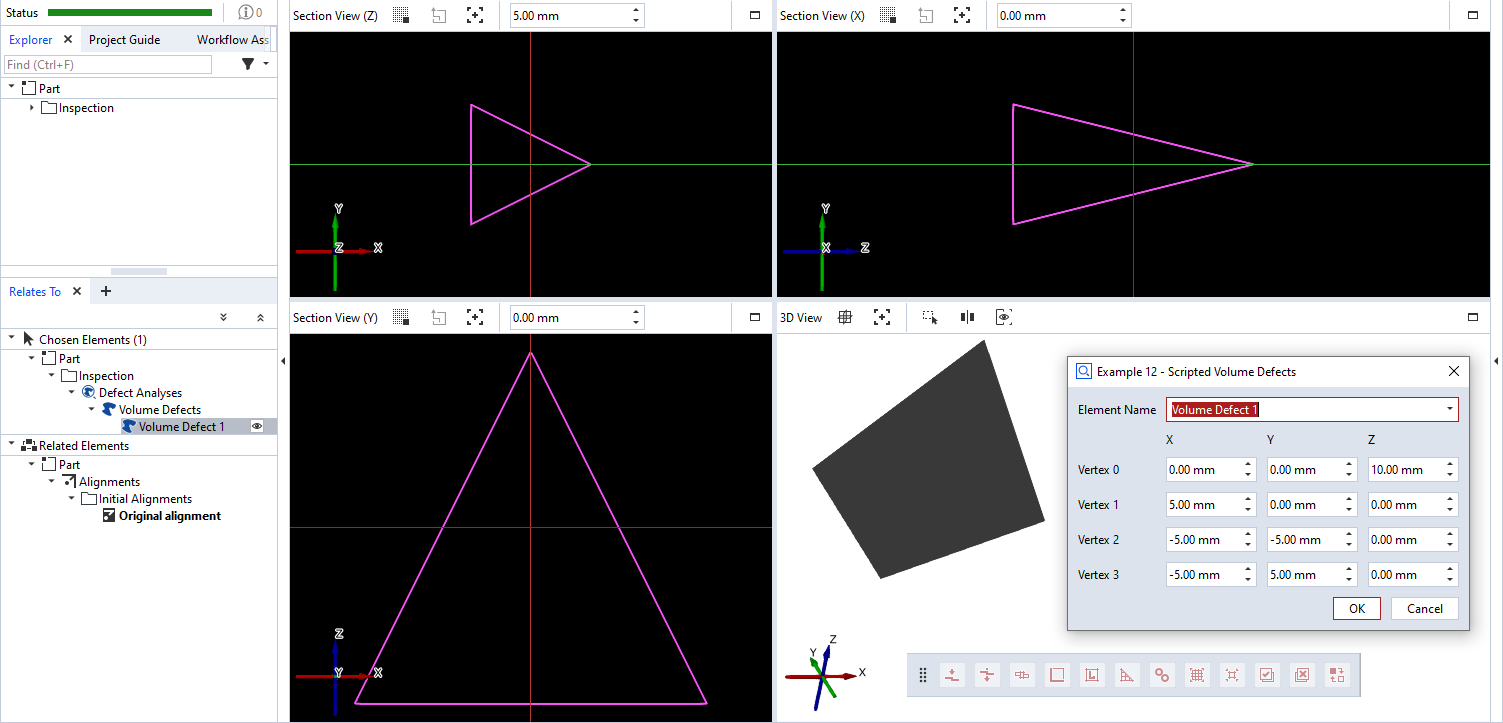 Status
0
Explorer
Project Guide
Workflow Ass
Find (Ctrl+F)
Part
Inspection
Relates To
Chosen Elements (1)
Part
Inspection
Defect Analyses
Volume Defects
Volume Defect 1
Related Elements
Part
Alignments
Initial Alignments
Original alignment
Section View (Z)
5.00 mm
Y
Z
X
Section View (X)
0.00 mm
Y
X
Z
Section View (Y)
0.00 mm
Z
Y
X
3D View
Z
Y
X
Example 12 - Scripted Volume Defects
Element Name Volume Defect 1
X Y Z
Vertex 0 0.00 mm 0.00 mm 10.00 mm
Vertex 1 5.00 mm 0.00 mm 0.00 mm
Vertex 2 -5.00 mm -5.00 mm 0.00 mm
Vertex 3 -5.00 mm 5.00 mm 0.00 mm
OK Cancel